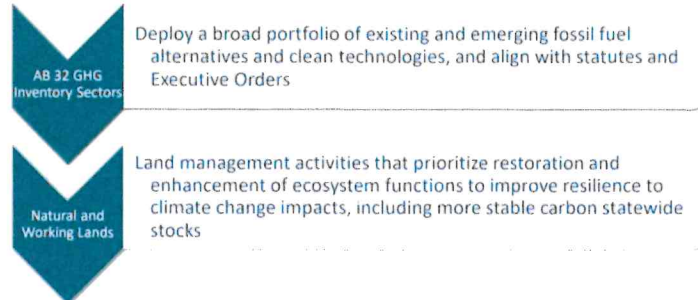 AB 32 GHG
Inventory Sectors
Deploy a broad portfolio of existing and emerging fossil fuel
alternatives and clean technologies, and align with statutes and
Executive Orders
Natural and
Working Lands
Land management activities that prioritize restoration and
enhancement of ecosystem functions to improve resilience to
climate change impacts, including more stable carbon statewide
stocks